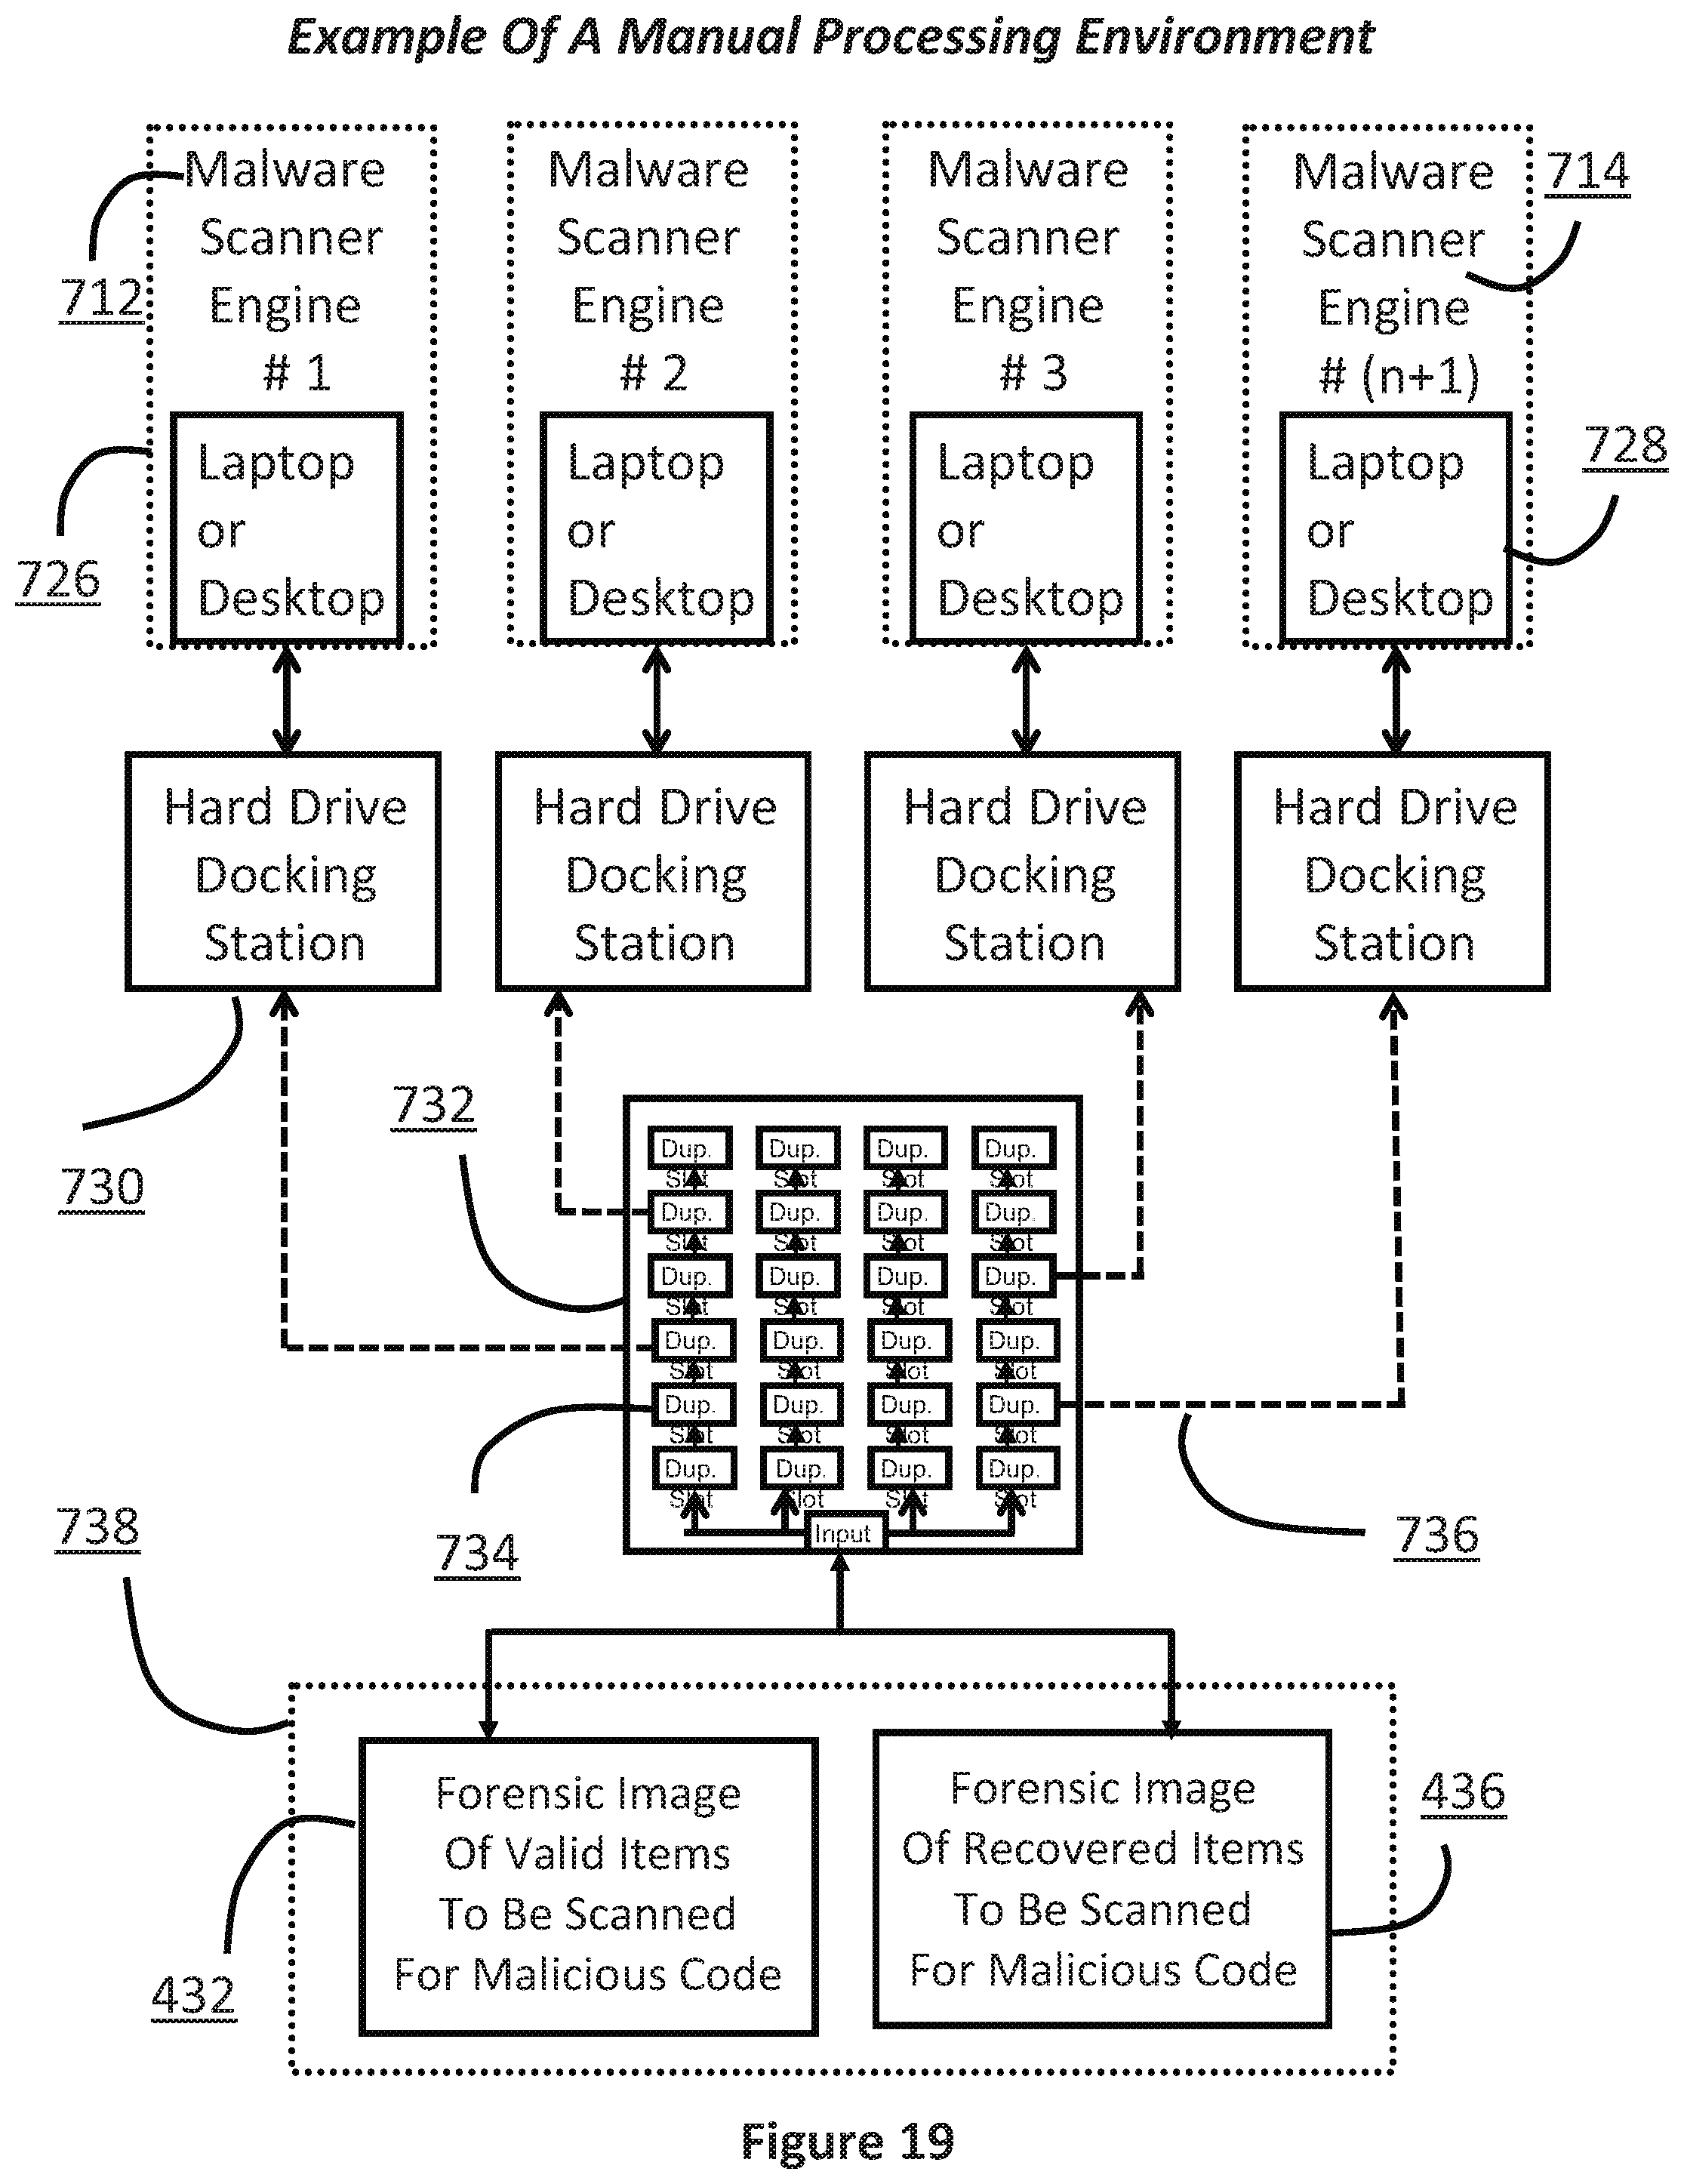 Example Of A Manual Processing Environment
Malware
Scanner
Engine
# 1
Malware
Scanner
Engine
# 2
Malware
Scanner
Engine
# 3
Malware
Scanner
Engine
# (n+1)
714
712
Laptop
or
Desktop
Laptop
or
Desktop
Laptop
or
Desktop
Laptop
or
Desktop
728
726
Hard Drive
Docking
Station
Hard Drive
Docking
Station
Hard Drive
Docking
Station
Hard Drive
Docking
Station
732
730
Dup. Dup. Dup. Dup.
Slot Slot Slot Slot
Dup. Dup. Dup. Dup.
Slot Slot Slot Slot
Dup. Dup. Dup. Dup.
Slot Slot Slot Slot
Dup. Dup. Dup. Dup.
Slot Slot Slot Slot
Dup. Dup. Dup. Dup.
Slot Slot Slot Slot
Dup. Dup. Dup. Dup.
Slot Slot Slot Slot
Input
738
734
736
Forensic Image
Of Valid Items
To Be Scanned
For Malicious Code
Forensic Image
Of Recovered Items
To Be Scanned
For Malicious Code
436
432
Figure 19